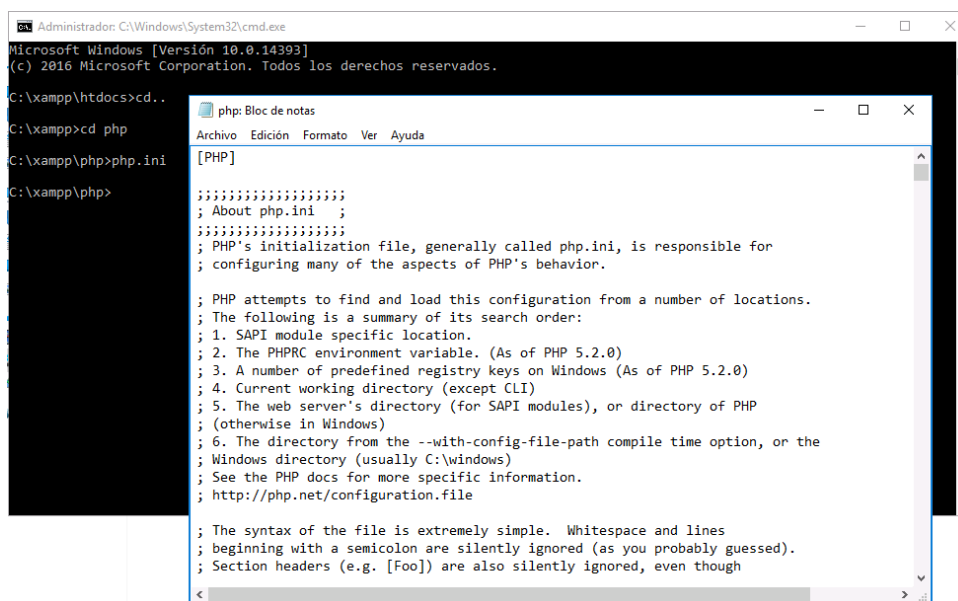 Administrador: C:\Windows\System32\cmd.exe
Microsoft Windows [Versión 10.0.14393]
(c) 2016 Microsoft Corporation. Todos los derechos reservados.
C:\xampp\htdocs>cd..
C:\xampp>cd php
C:\xampp\php>php.ini
C:\xampp\php>
php: Bloc de notas
Archivo Edición Formato Ver Ayuda
[PHP]
;;;;;;;;;;;;;;;;;;;
; About php.ini   ;
;;;;;;;;;;;;;;;;;;;
; PHP's initialization file, generally called php.ini, is responsible for
; configuring many of the aspects of PHP's behavior.
; PHP attempts to find and load this configuration from a number of locations.
; The following is a summary of its search order:
; 1. SAPI module specific location.
; 2. The PHPRC environment variable. (As of PHP 5.2.0)
; 3. A number of predefined registry keys on Windows (As of PHP 5.2.0)
; 4. Current working directory (except CLI)
; 5. The web server's directory (for SAPI modules), or directory of PHP
; (otherwise in Windows)
; 6. The directory from the --with-config-file-path compile time option, or the
; Windows directory (usually C:\windows)
; See the PHP docs for more specific information.
; http://php.net/configuration.file
; The syntax of the file is extremely simple.  Whitespace and lines
; beginning with a semicolon are silently ignored (as you probably guessed).
; Section headers (e.g. [Foo]) are also silently ignored, even though